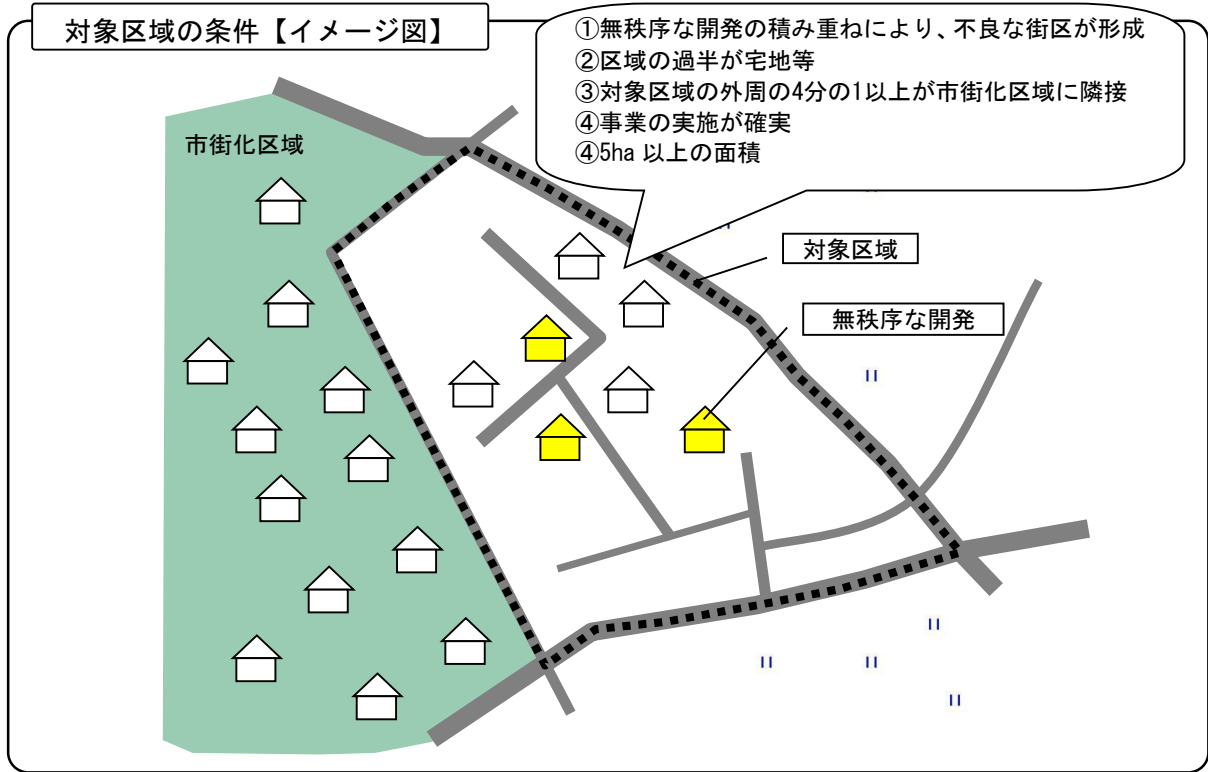 対象区域の条件【イメージ図】
①無秩序な開発の積み重ねにより、不良な街区が形成
②区域の過半が宅地等
③対象区域の外周の4分の1以上が市街化区域に隣接
④事業の実施が確実
④5ha 以上の面積
市街化区域
対象区域
無秩序な開発